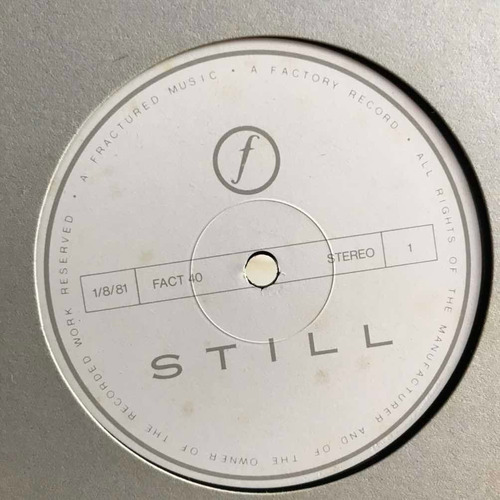 • A FRACTURED MUSIC • A FACTORY RECORD • ALL RIGHTS OF THE MANUFACTURER AND OF THE OWNER OF THE RECORDED WORK RESERVED
f
1/8/81 FACT 40 STEREO 1
STILL